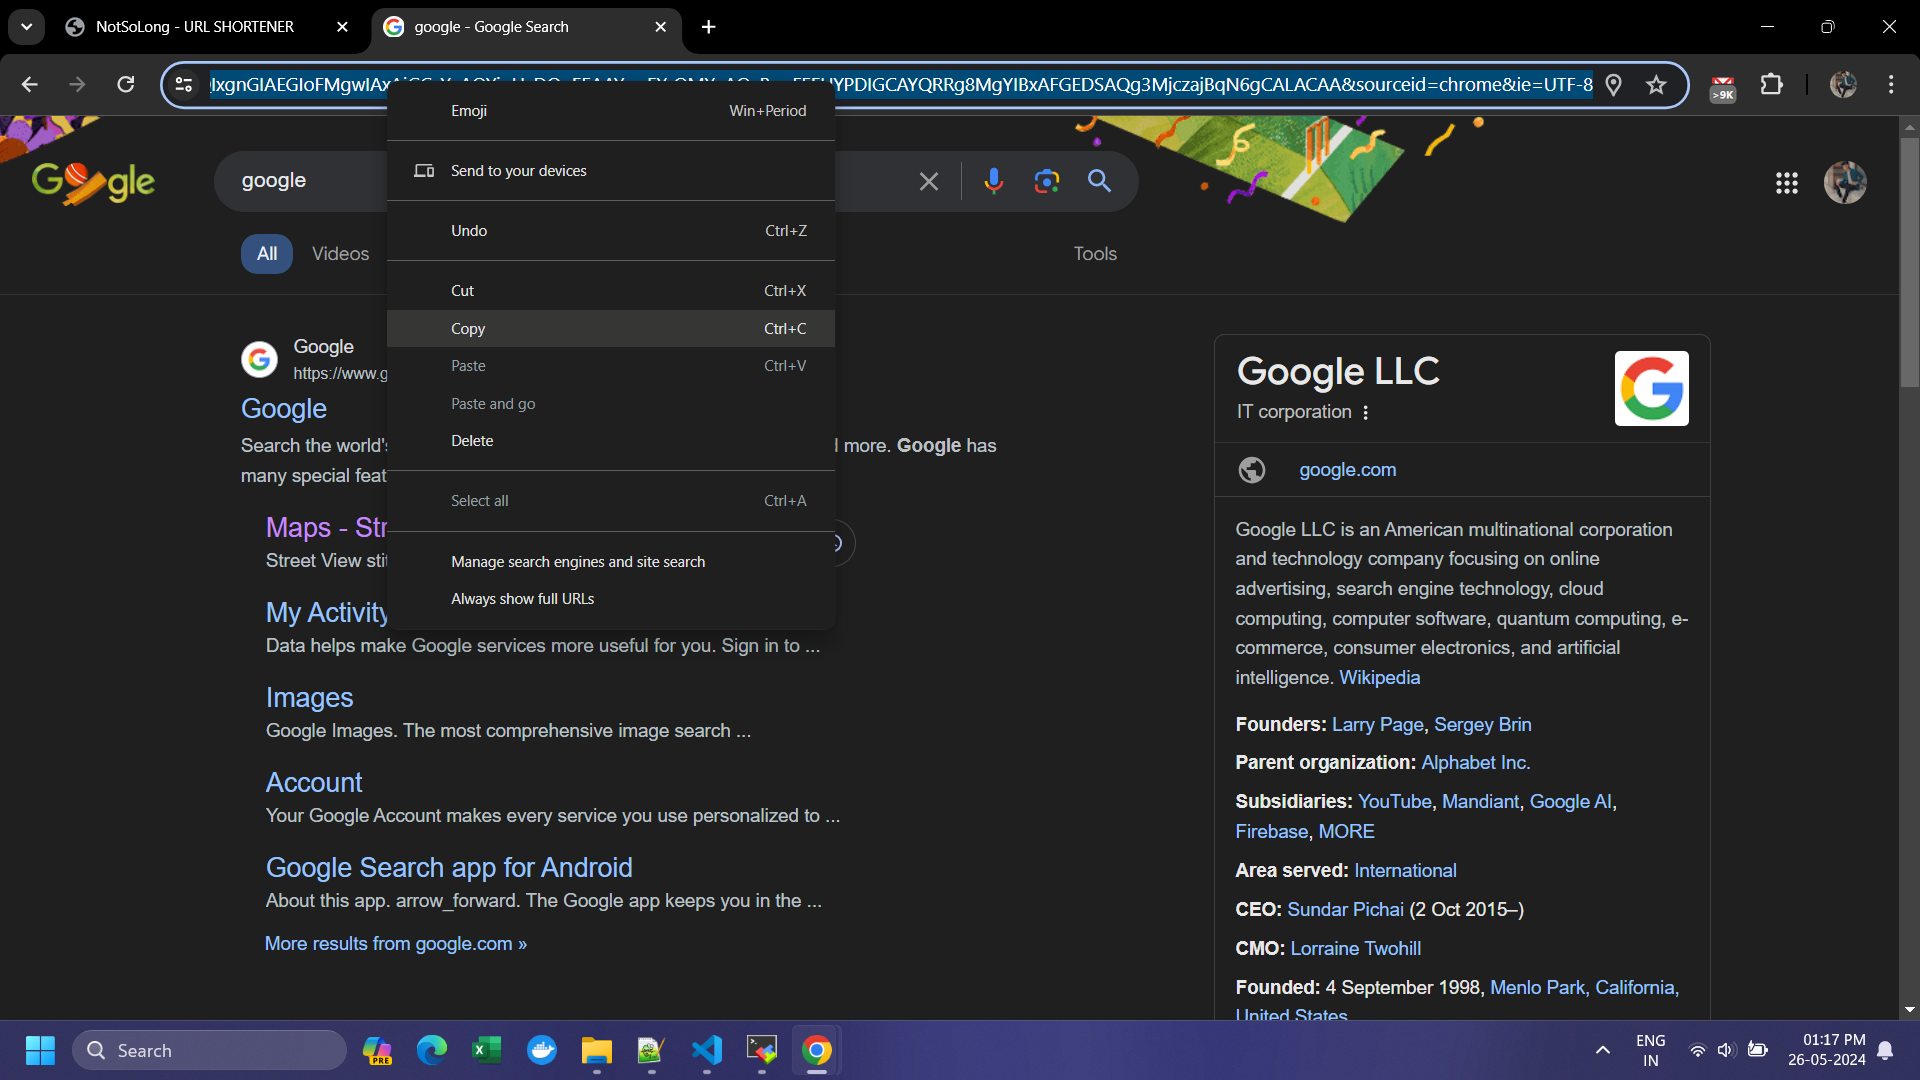 NotSoLong - URL SHORTENER
google - Google Search
YPDIGCAYQRRg8MgYIBxAFGEDSAQg3MjczajBqN6gCALACAA&sourceid=chrome&ie=UTF-8
>9K
Emoji Win+Period
Send to your devices
Undo Ctrl+Z
Cut Ctrl+X
Copy Ctrl+C
Paste Ctrl+V
Paste and go
Delete
Select all Ctrl+A
Manage search engines and site search
Always show full URLs
Google
google
All Videos Tools
Google
https://www.g
Google
Search the world's more. Google has
many special feat
Maps - Str
Street View stit
My Activity
Data helps make Google services more useful for you. Sign in to ...
Images
Google Images. The most comprehensive image search ...
Account
Your Google Account makes every service you use personalized to ...
Google Search app for Android
About this app. arrow_forward. The Google app keeps you in the ...
More results from google.com »
Google LLC
IT corporation
google.com
Google LLC is an American multinational corporation
and technology company focusing on online
advertising, search engine technology, cloud
computing, computer software, quantum computing, e-
commerce, consumer electronics, and artificial
intelligence. Wikipedia
Founders: Larry Page, Sergey Brin
Parent organization: Alphabet Inc.
Subsidiaries: YouTube, Mandiant, Google AI,
Firebase, MORE
Area served: International
CEO: Sundar Pichai (2 Oct 2015–)
CMO: Lorraine Twohill
Founded: 4 September 1998, Menlo Park, California,
United States
Search
PRE
ENG
IN
01:17 PM
26-05-2024